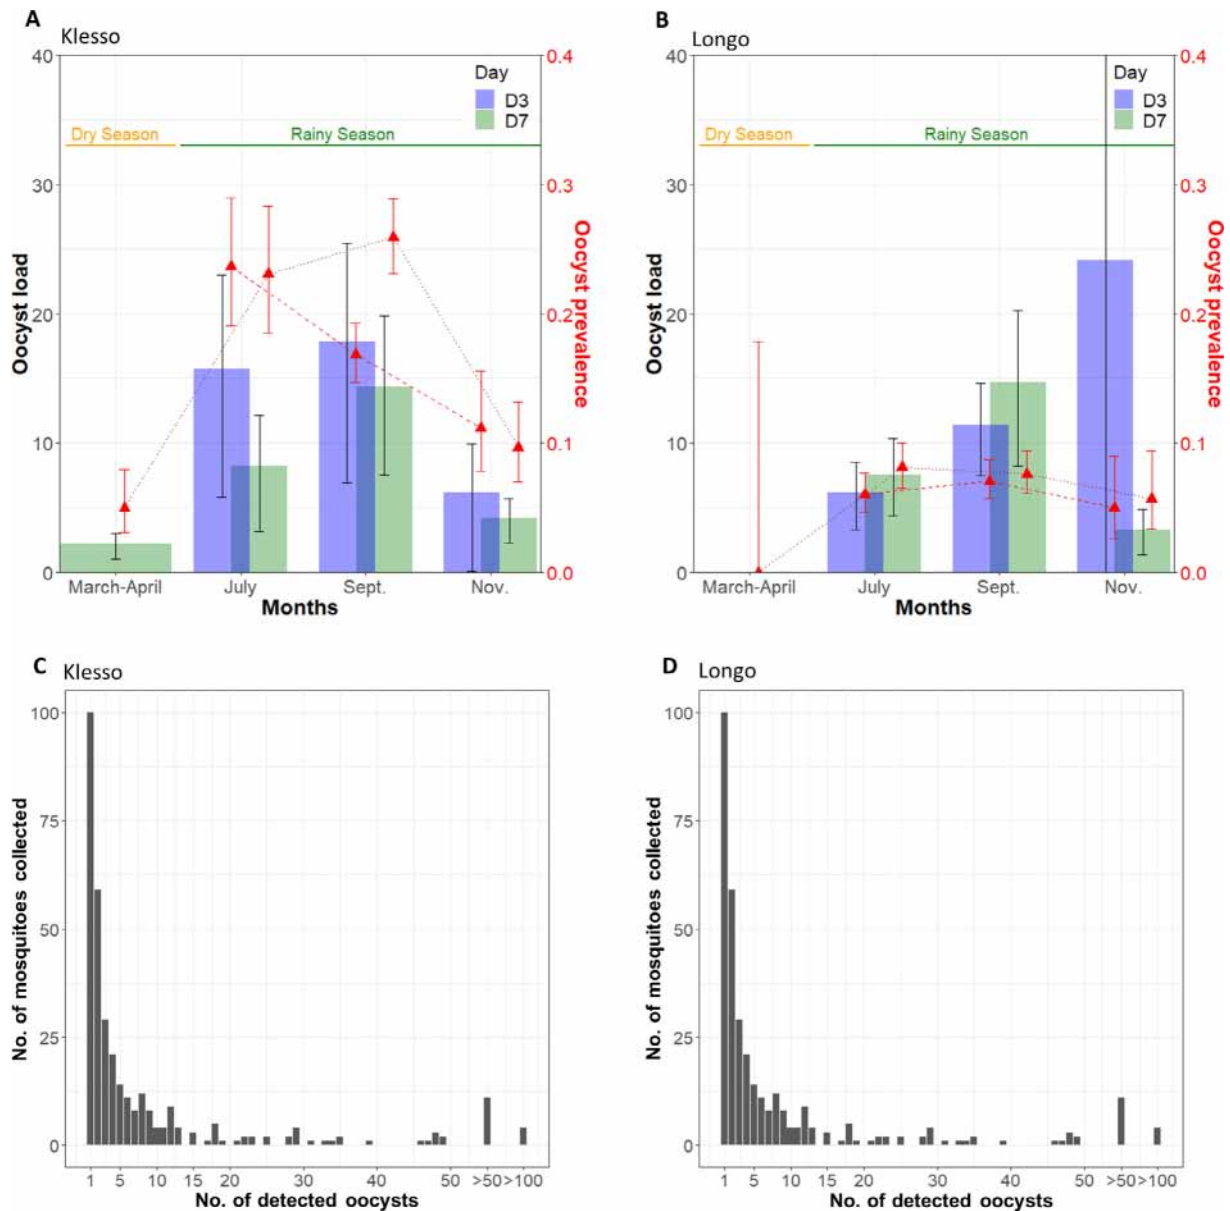 A
Klesso
40
30
20
10
0
Oocyst load
0.4
0.3
0.2
0.1
0.0
Oocyst prevalence
Day
D3
D7
Dry Season
Rainy Season
March-April July Sept. Nov.
Months
B
Longo
40
30
20
10
0
Oocyst load
0.4
0.3
0.2
0.1
0.0
Oocyst prevalence
Day
D3
D7
Dry Season
Rainy Season
March-April July Sept. Nov.
Months
C
Klesso
100
75
50
25
0
No. of mosquitoes collected
1 5 10 15 20 30 40 50 >50 >100
No. of detected oocysts
D
Longo
100
75
50
25
0
No. of mosquitoes collected
1 5 10 15 20 30 40 50 >50 >100
No. of detected oocysts